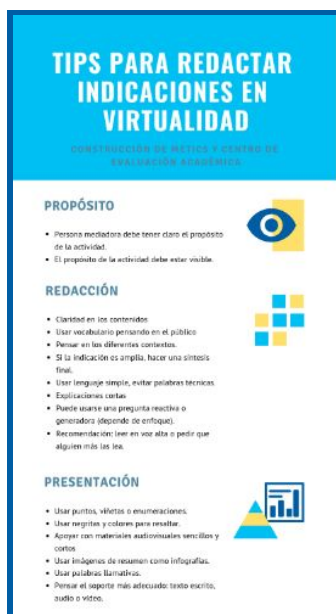 TIPS PARA REDACTAR
INDICACIONES EN
VIRTUALIDAD
CONSTRUCCIÓN DE METICS Y CENTRO DE
EVALUACIÓN ACADÉMICA
PROPÓSITO
• Persona mediadora debe tener claro el propósito
de la actividad.
• El propósito de la actividad debe estar visible.
REDACCIÓN
• Claridad en los contenidos
• Usar vocabulario pensando en el público
• Pensar en los diferentes contextos.
• Si la indicación es amplia, hacer una síntesis
final.
• Usar lenguaje simple, evitar palabras técnicas
• Explicaciones cortas
• Puede usarse una pregunta reactiva o
generadora (depende de enfoque).
• Recomendación: leer en voz alta o pedir que
alguien más las lea.
PRESENTACIÓN
• Usar puntos, viñetas o enumeraciones.
• Usar negritas y colores para resaltar.
• Apoyar con materiales audiovisuales sencillos y
cortos
• Usar imágenes de resumen como infografías.
• Usar palabras llamativas.
• Pensar el soporte más adecuado: texto escrito,
audio o video.